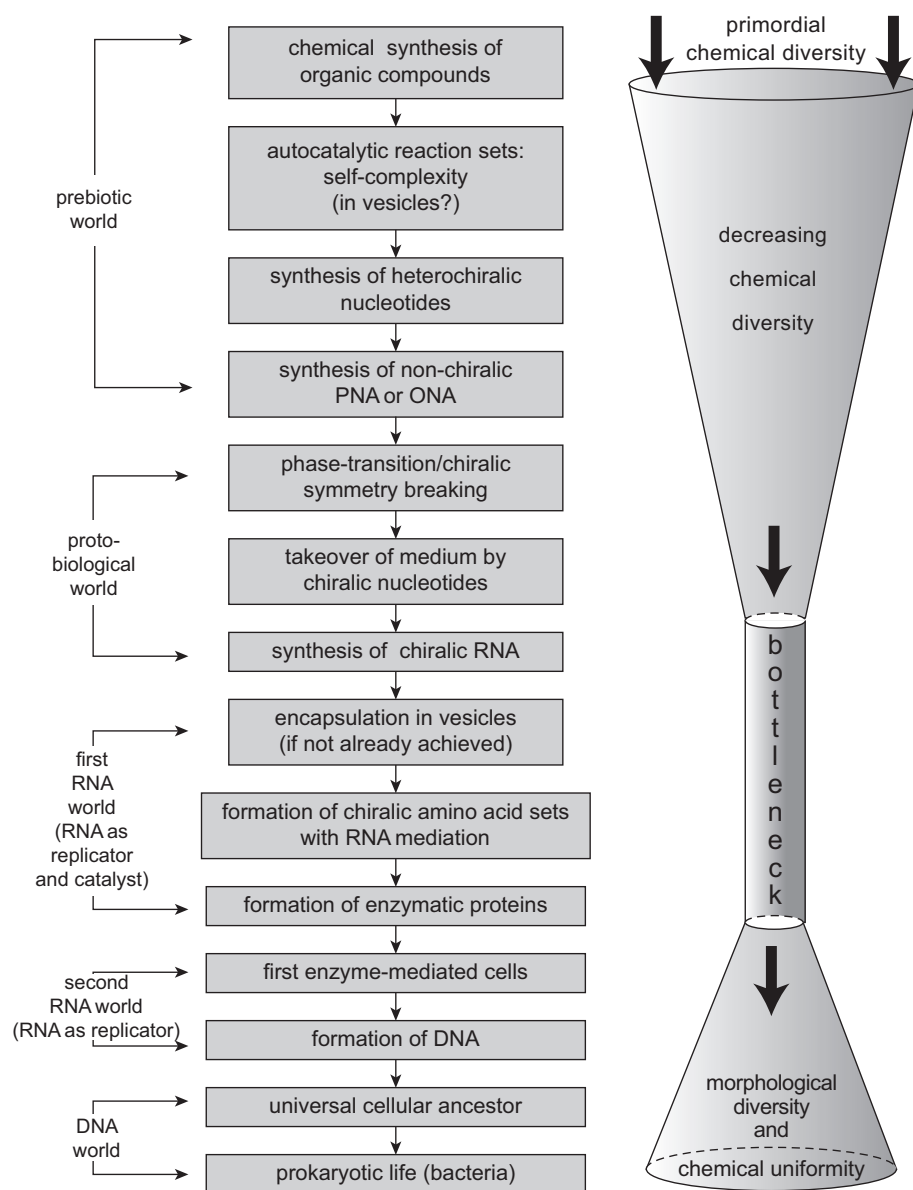 chemical synthesis of
organic compounds
autocatalytic reaction sets:
self-complexity
(in vesicles?)
prebiotic
world
synthesis of heterochiralic
nucleotides
synthesis of non-chiralic
PNA or ONA
phase-transition/chiralic
symmetry breaking
proto-
biological
world
takeover of medium by
chiralic nucleotides
synthesis of chiralic RNA
encapsulation in vesicles
(if not already achieved)
first
RNA
world
(RNA as
replicator
and catalyst)
formation of chiralic amino acid sets
with RNA mediation
formation of enzymatic proteins
first enzyme-mediated cells
second
RNA world
(RNA as replicator)
formation of DNA
universal cellular ancestor
DNA
world
prokaryotic life (bacteria)
primordial
chemical diversity
decreasing
chemical
diversity
bottleneck
morphological
diversity
and
chemical uniformity